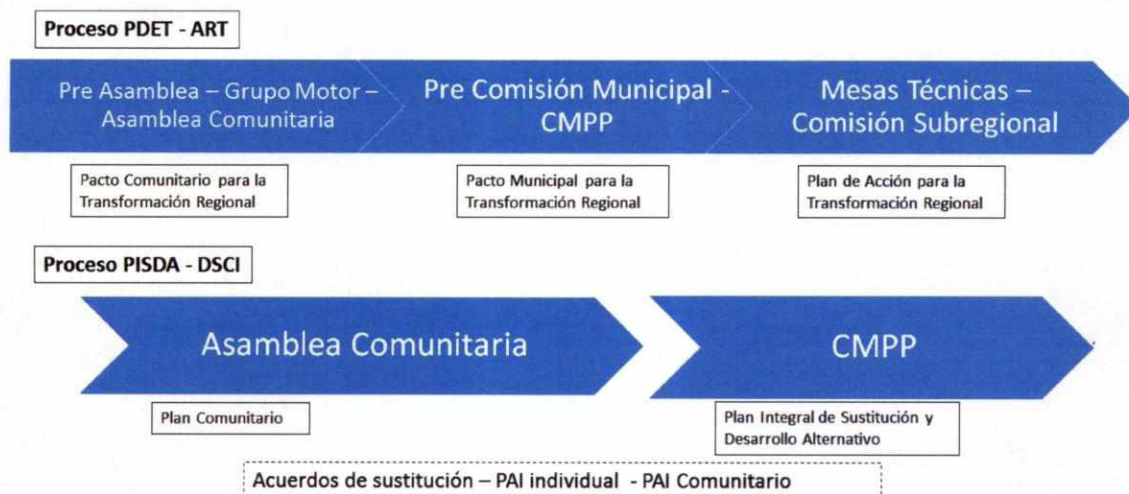 Proceso PDET - ART
Pre Asamblea – Grupo Motor –
Asamblea Comunitaria
Pre Comisión Municipal -
CMPP
Mesas Técnicas –
Comisión Subregional
Pacto Comunitario para la
Transformación Regional
Pacto Municipal para la
Transformación Regional
Plan de Acción para la
Transformación Regional
Proceso PISDA - DSCI
Asamblea Comunitaria
CMPP
Plan Comunitario
Plan Integral de Sustitución y
Desarrollo Alternativo
Acuerdos de sustitución – PAI individual - PAI Comunitario